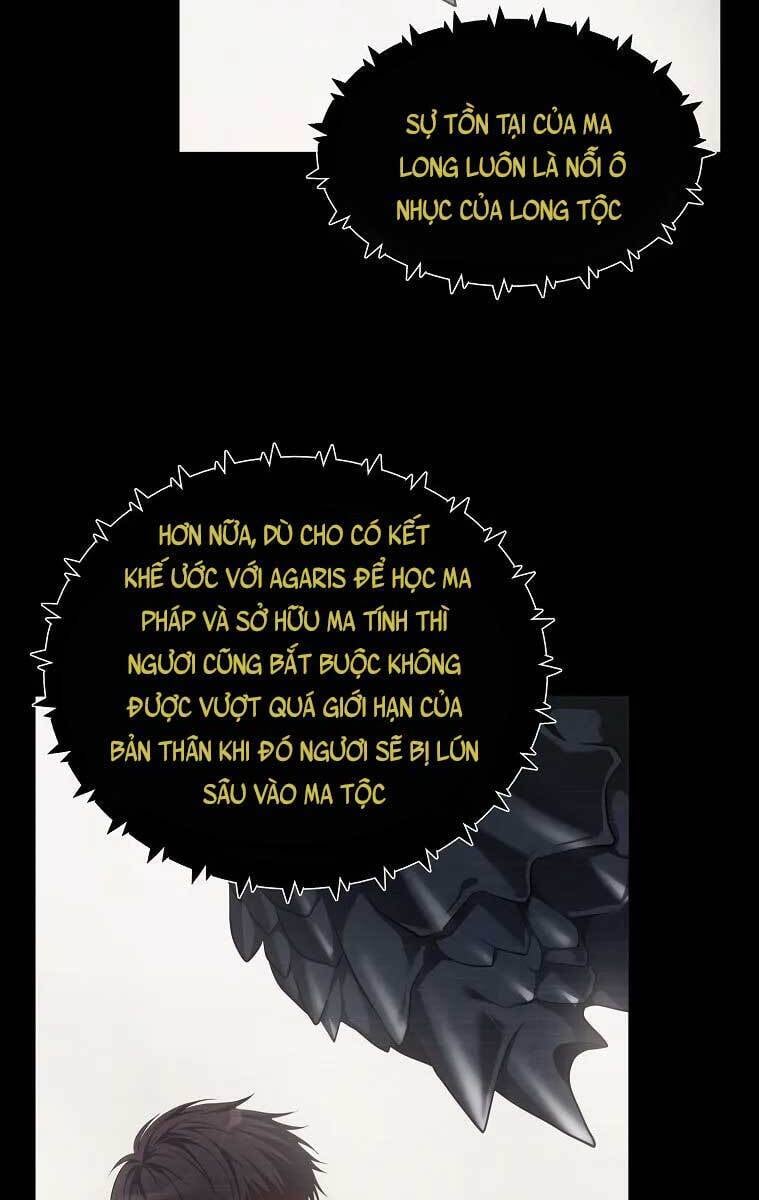 SỰ TỒN TẠI CỦA MA
LONG LUÔN LÀ NỖI Ô
NHỤC CỦA LONG TỘC
HƠN NỮA, DÙ CHO CÓ KẾT
KHẾ ƯỚC VỚI AGARIS ĐỂ HỌC MA
PHÁP VÀ SỞ HỮU MA TÍNH THÌ
NGƯƠI CŨNG BẮT BUỘC KHÔNG
ĐƯỢC VƯỢT QUÁ GIỚI HẠN CỦA
BẢN THÂN KHI ĐÓ NGƯƠI SẼ BỊ LÚN
SÂU VÀO MA TỘC